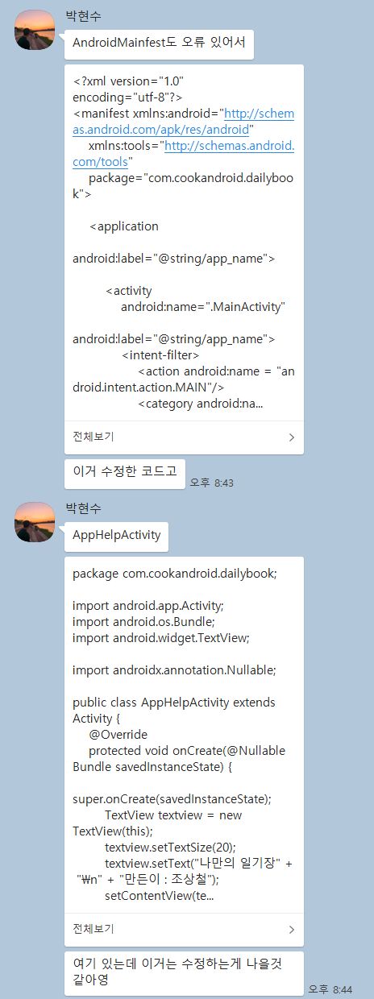 박현수
AndroidMainfest도 오류 있어서
<?xml version="1.0"
encoding="utf-8"?>
<manifest xmlns:android="http://schem
as.android.com/apk/res/android"
xmlns:tools="http://schemas.android.
com/tools"
package="com.cookandroid.dailyboo
k">
<application
android:label="@string/app_name">
<activity
android:name=".MainActivity"
android:label="@string/app_name">
<intent-filter>
<action android:name = "an
droid.intent.action.MAIN"/>
<category android:na...
전체보기
이거 수정한 코드고
오후 8:43
박현수
AppHelpActivity
package com.cookandroid.dailybook;
import android.app.Activity;
import android.os.Bundle;
import android.widget.TextView;
import androidx.annotation.Nullable;
public class AppHelpActivity extends
Activity {
@Override
protected void onCreate(@Nullable
Bundle savedInstanceState) {
super.onCreate(savedInstanceState);
TextView textview = new
TextView(this);
textview.setTextSize(20);
textview.setText("나만의 일기장" +
"₩n" + "만든이 : 조상철");
setContentView(te...
전체보기
여기 있는데 이거는 수정하는게 나을것
같아영
오후 8:44